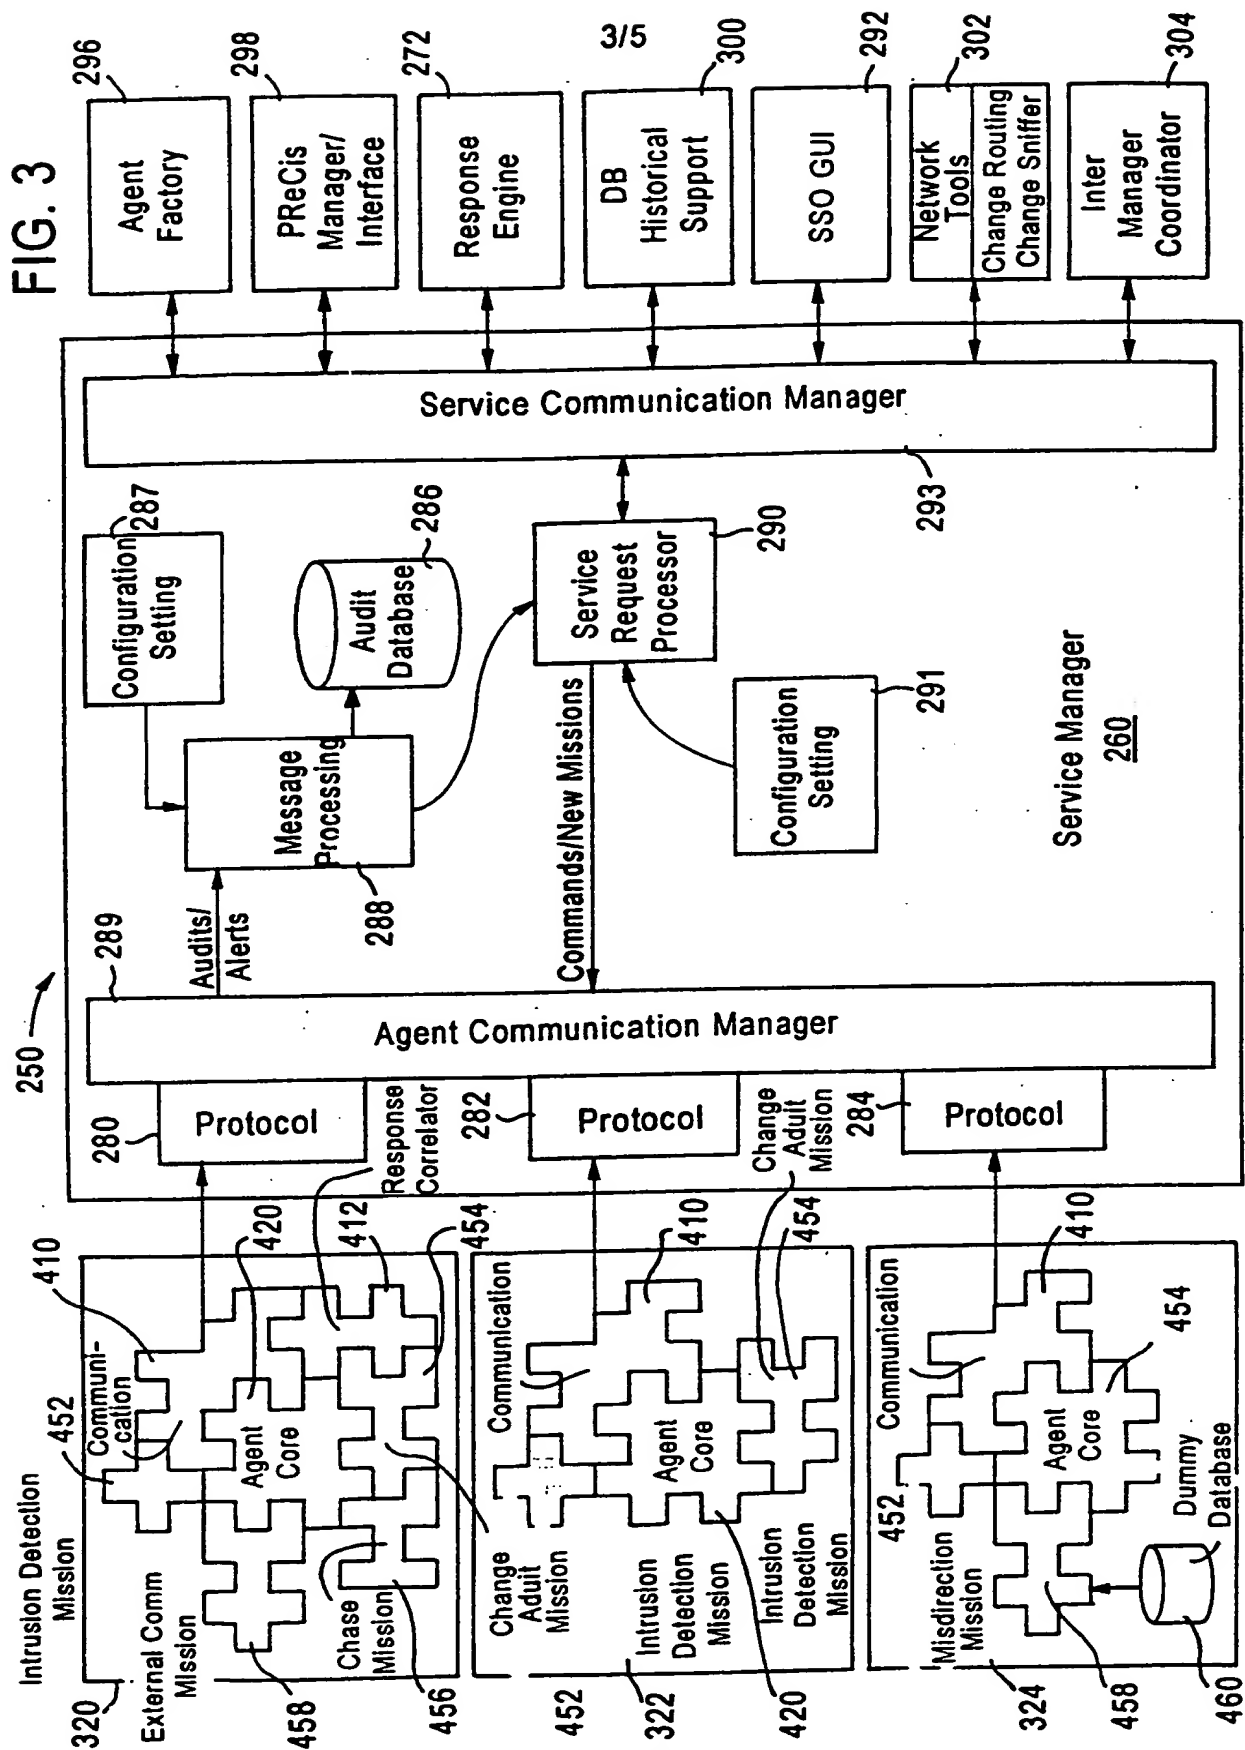 FIG. 3
3/5
296
Agent
Factory
298
PReCis
Manager/
Interface
272
Response
Engine
300
DB
Historical
Support
292
SSO GUI
302
Network
Tools
Change Routing
Change Sniffer
304
Inter
Manager
Coordinator
Service Communication Manager
293
Configuration
Setting
287
Audit
Database
286
Message
Processing
288
Service
Request
Processor
290
Configuration
Setting
291
Commands/New Missions
Audits/
Alerts
Service Manager
260
250
289
Agent Communication Manager
280
Protocol
Response
Correlator
282
Protocol
Change
Aduit
Mission
284
Protocol
Intrusion Detection
Mission
320
External Comm
Mission
452
Communi-
cation
410
420
412
454
Agent
Core
458
Chase
Mission
456
Change
Aduit
Mission
Communication
410
454
Agent
Core
452
322
Intrusion
Detection
Mission
420
Intrusion
Detection
Mission
Communication
410
454
452
Agent
Core
Misdirection
Mission
324
458
Dummy
Database
460